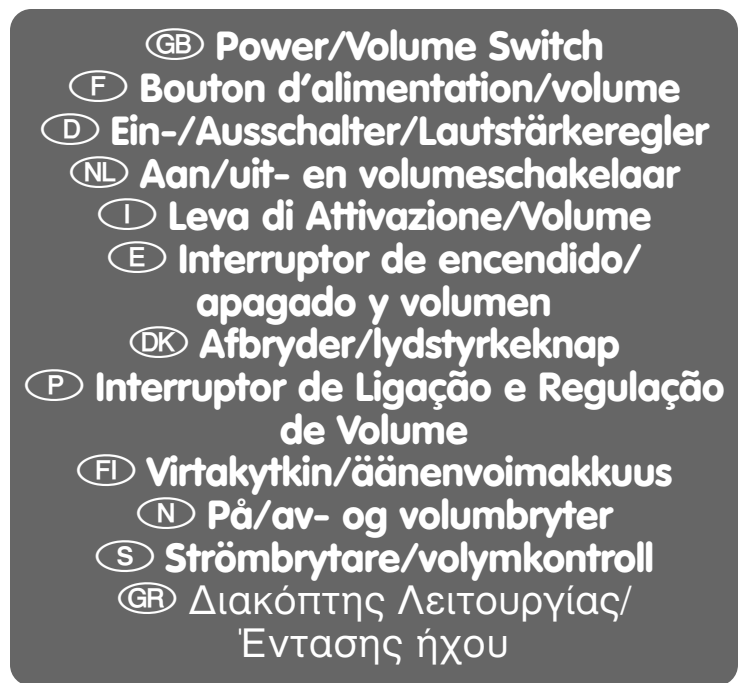 GB Power/Volume Switch
F Bouton d'alimentation/volume
D Ein-/Ausschalter/Lautstärkeregler
NL Aan/uit- en volumeschakelaar
I Leva di Attivazione/Volume
E Interruptor de encendido/
apagado y volumen
DK Afbryder/lydstyrkeknap
P Interruptor de Ligação e Regulação
de Volume
FI Virtakytkin/äänenvoimakkuus
N På/av- og volumbryter
S Strömbrytare/volymkontroll
GR Διακόπτης Λειτουργίας/
Έντασης ήχου